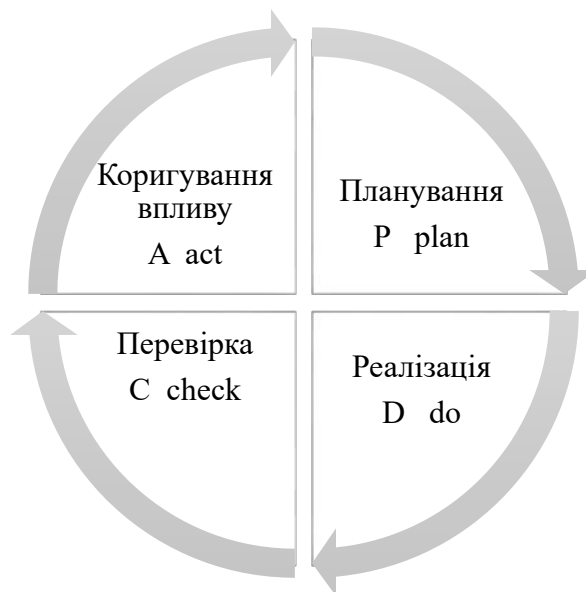 Коригування
впливу
A act
Планування
P plan
Перевірка
C check
Реалізація
D do